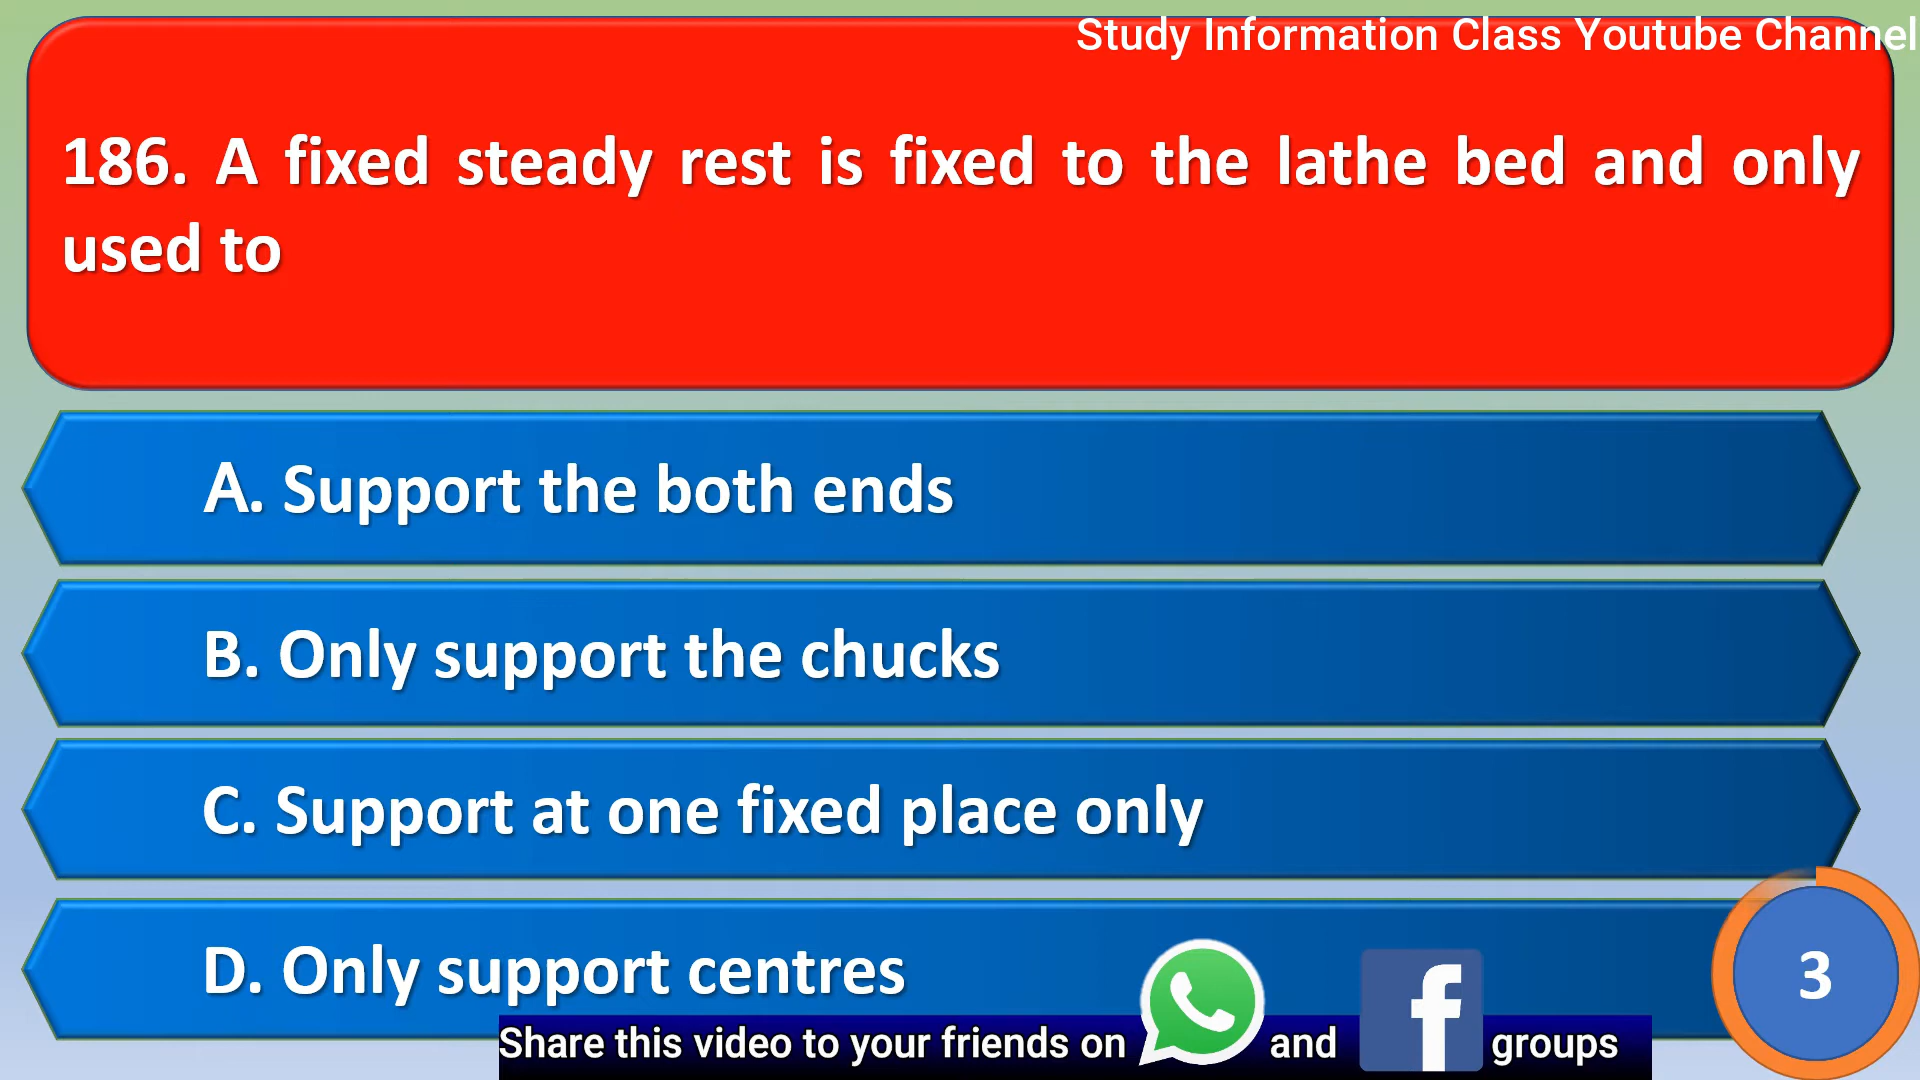 Study Information Class Youtube Channel
186. A fixed steady rest is fixed to the lathe bed and only
used to
A. Support the both ends
B. Only support the chucks
C. Support at one fixed place only
D. Only support centres
3
Share this video to your friends on and f groups